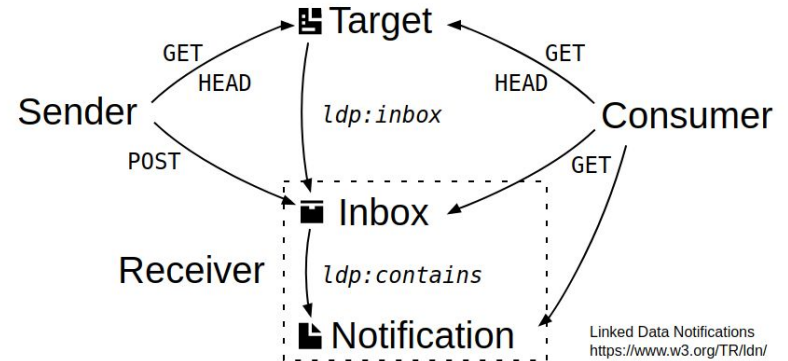 Target
GET
GET
HEAD
HEAD
Sender
ldp:inbox
Consumer
POST
GET
Inbox
Receiver
ldp:contains
Notification
Linked Data Notifications
https://www.w3.org/TR/ldn/